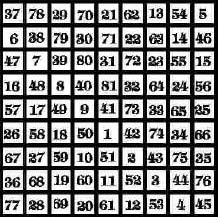 37 78 29 70 21 62 13 54 5
6 38 79 30 71 22 63 14 46
47 7 39 80 31 72 23 55 15
16 48 8 40 81 32 64 24 56
57 17 49 9 41 73 33 65 25
26 58 18 50 1 42 74 34 66
67 27 59 10 51 2 43 75 35
36 68 19 60 11 52 3 44 76
77 28 69 20 61 12 53 4 45